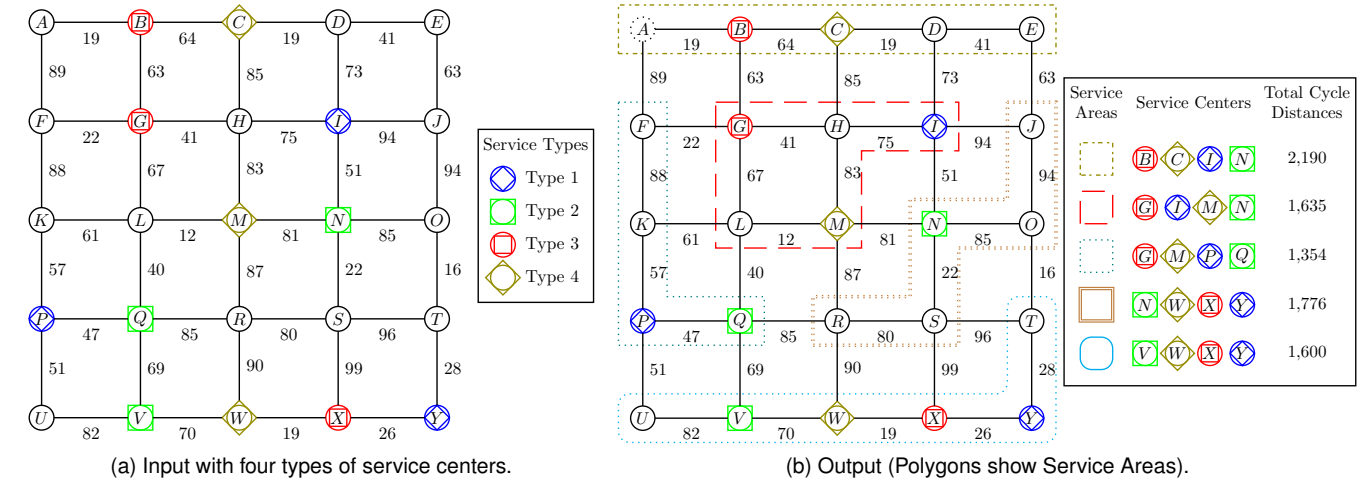 A B C D E
19 64 19 41
89 63 85 73 63
F G H I J
22 41 75 94
88 67 83 51 94
K L M N O
61 12 81 85
57 40 87 22 16
P Q R S T
47 85 80 96
51 69 90 99 28
U V W X Y
82 70 19 26
Service Types
Type 1
Type 2
Type 3
Type 4
(a) Input with four types of service centers.
A B C D E
19 64 19 41
89 63 85 73 63
F G H I J
22 41 75 94
88 67 83 51 94
K L M N O
61 12 81 85
57 40 87 22 16
P Q R S T
47 85 80 96
51 69 90 99 28
U V W X Y
82 70 19 26
Service Areas
Service Centers
Total Cycle Distances
B C I N 2,190
G I M N 1,635
G M P Q 1,354
N W X Y 1,776
V W X Y 1,600
(b) Output (Polygons show Service Areas).